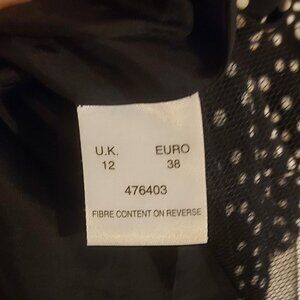 U.K. EURO
12 38
476403
FIBRE CONTENT ON REVERSE